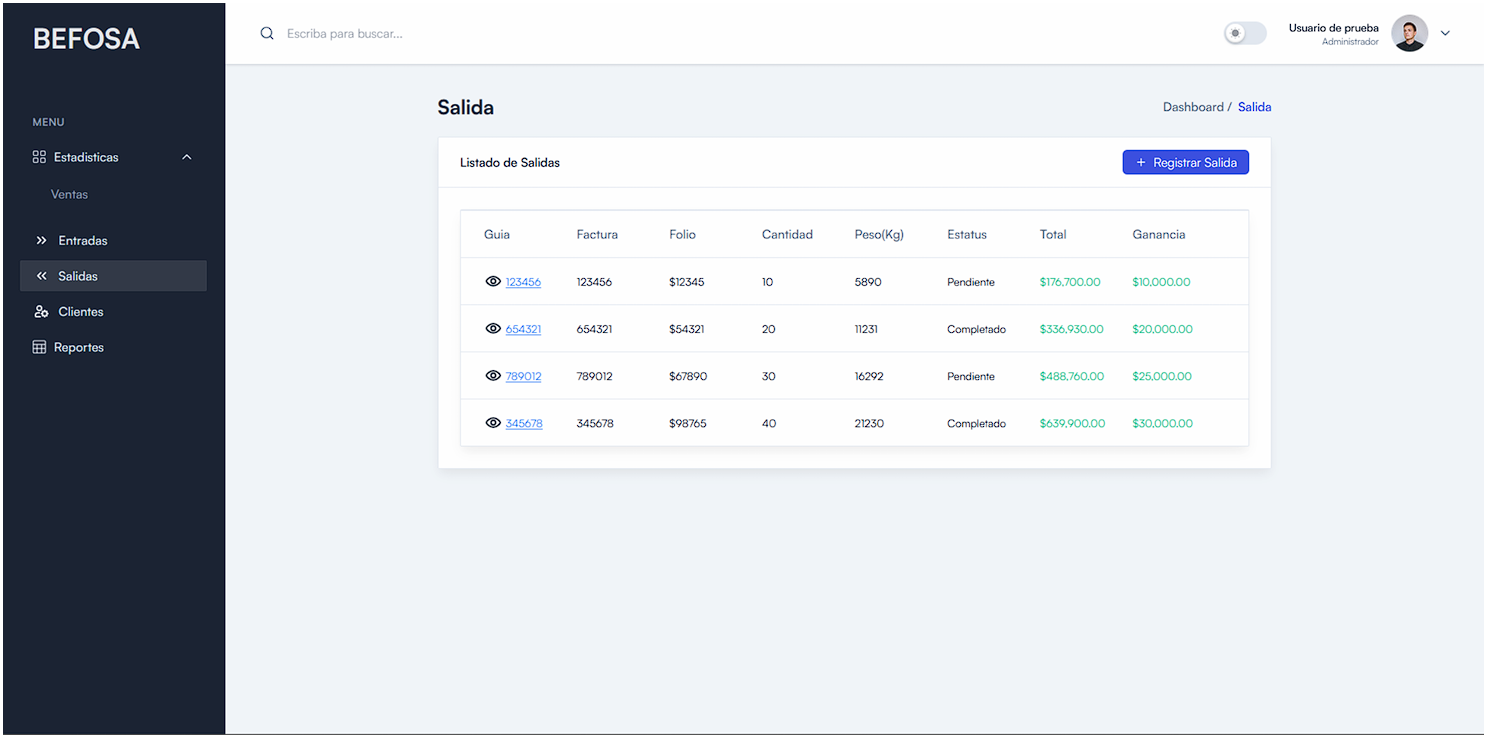 BEFOSA
Escriba para buscar...
Usuario de prueba
Administrador
MENU
Estadisticas
Ventas
Entradas
Salidas
Clientes
Reportes
Salida
Dashboard / Salida
Listado de Salidas
+ Registrar Salida
Guia Factura Folio Cantidad Peso(Kg) Estatus Total Ganancia
123456 123456 $12345 10 5890 Pendiente $176,700.00 $10,000.00
654321 654321 $54321 20 11231 Completado $336,930.00 $20,000.00
789012 789012 $67890 30 16292 Pendiente $488,760.00 $25,000.00
345678 345678 $98765 40 21230 Completado $639,900.00 $30,000.00